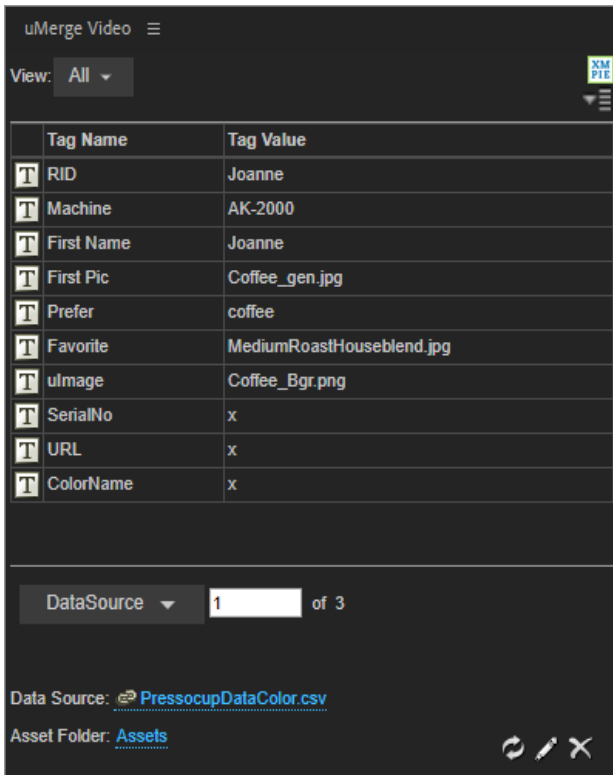 uMerge Video
View: All
XM
PIE
Tag Name Tag Value
T RID Joanne
T Machine AK-2000
T First Name Joanne
T First Pic Coffee_gen.jpg
T Prefer coffee
T Favorite MediumRoastHouseblend.jpg
T uImage Coffee_Bgr.png
T SerialNo x
T URL x
T ColorName x
DataSource 1 of 3
Data Source: PressocupDataColor.csv
Asset Folder: Assets